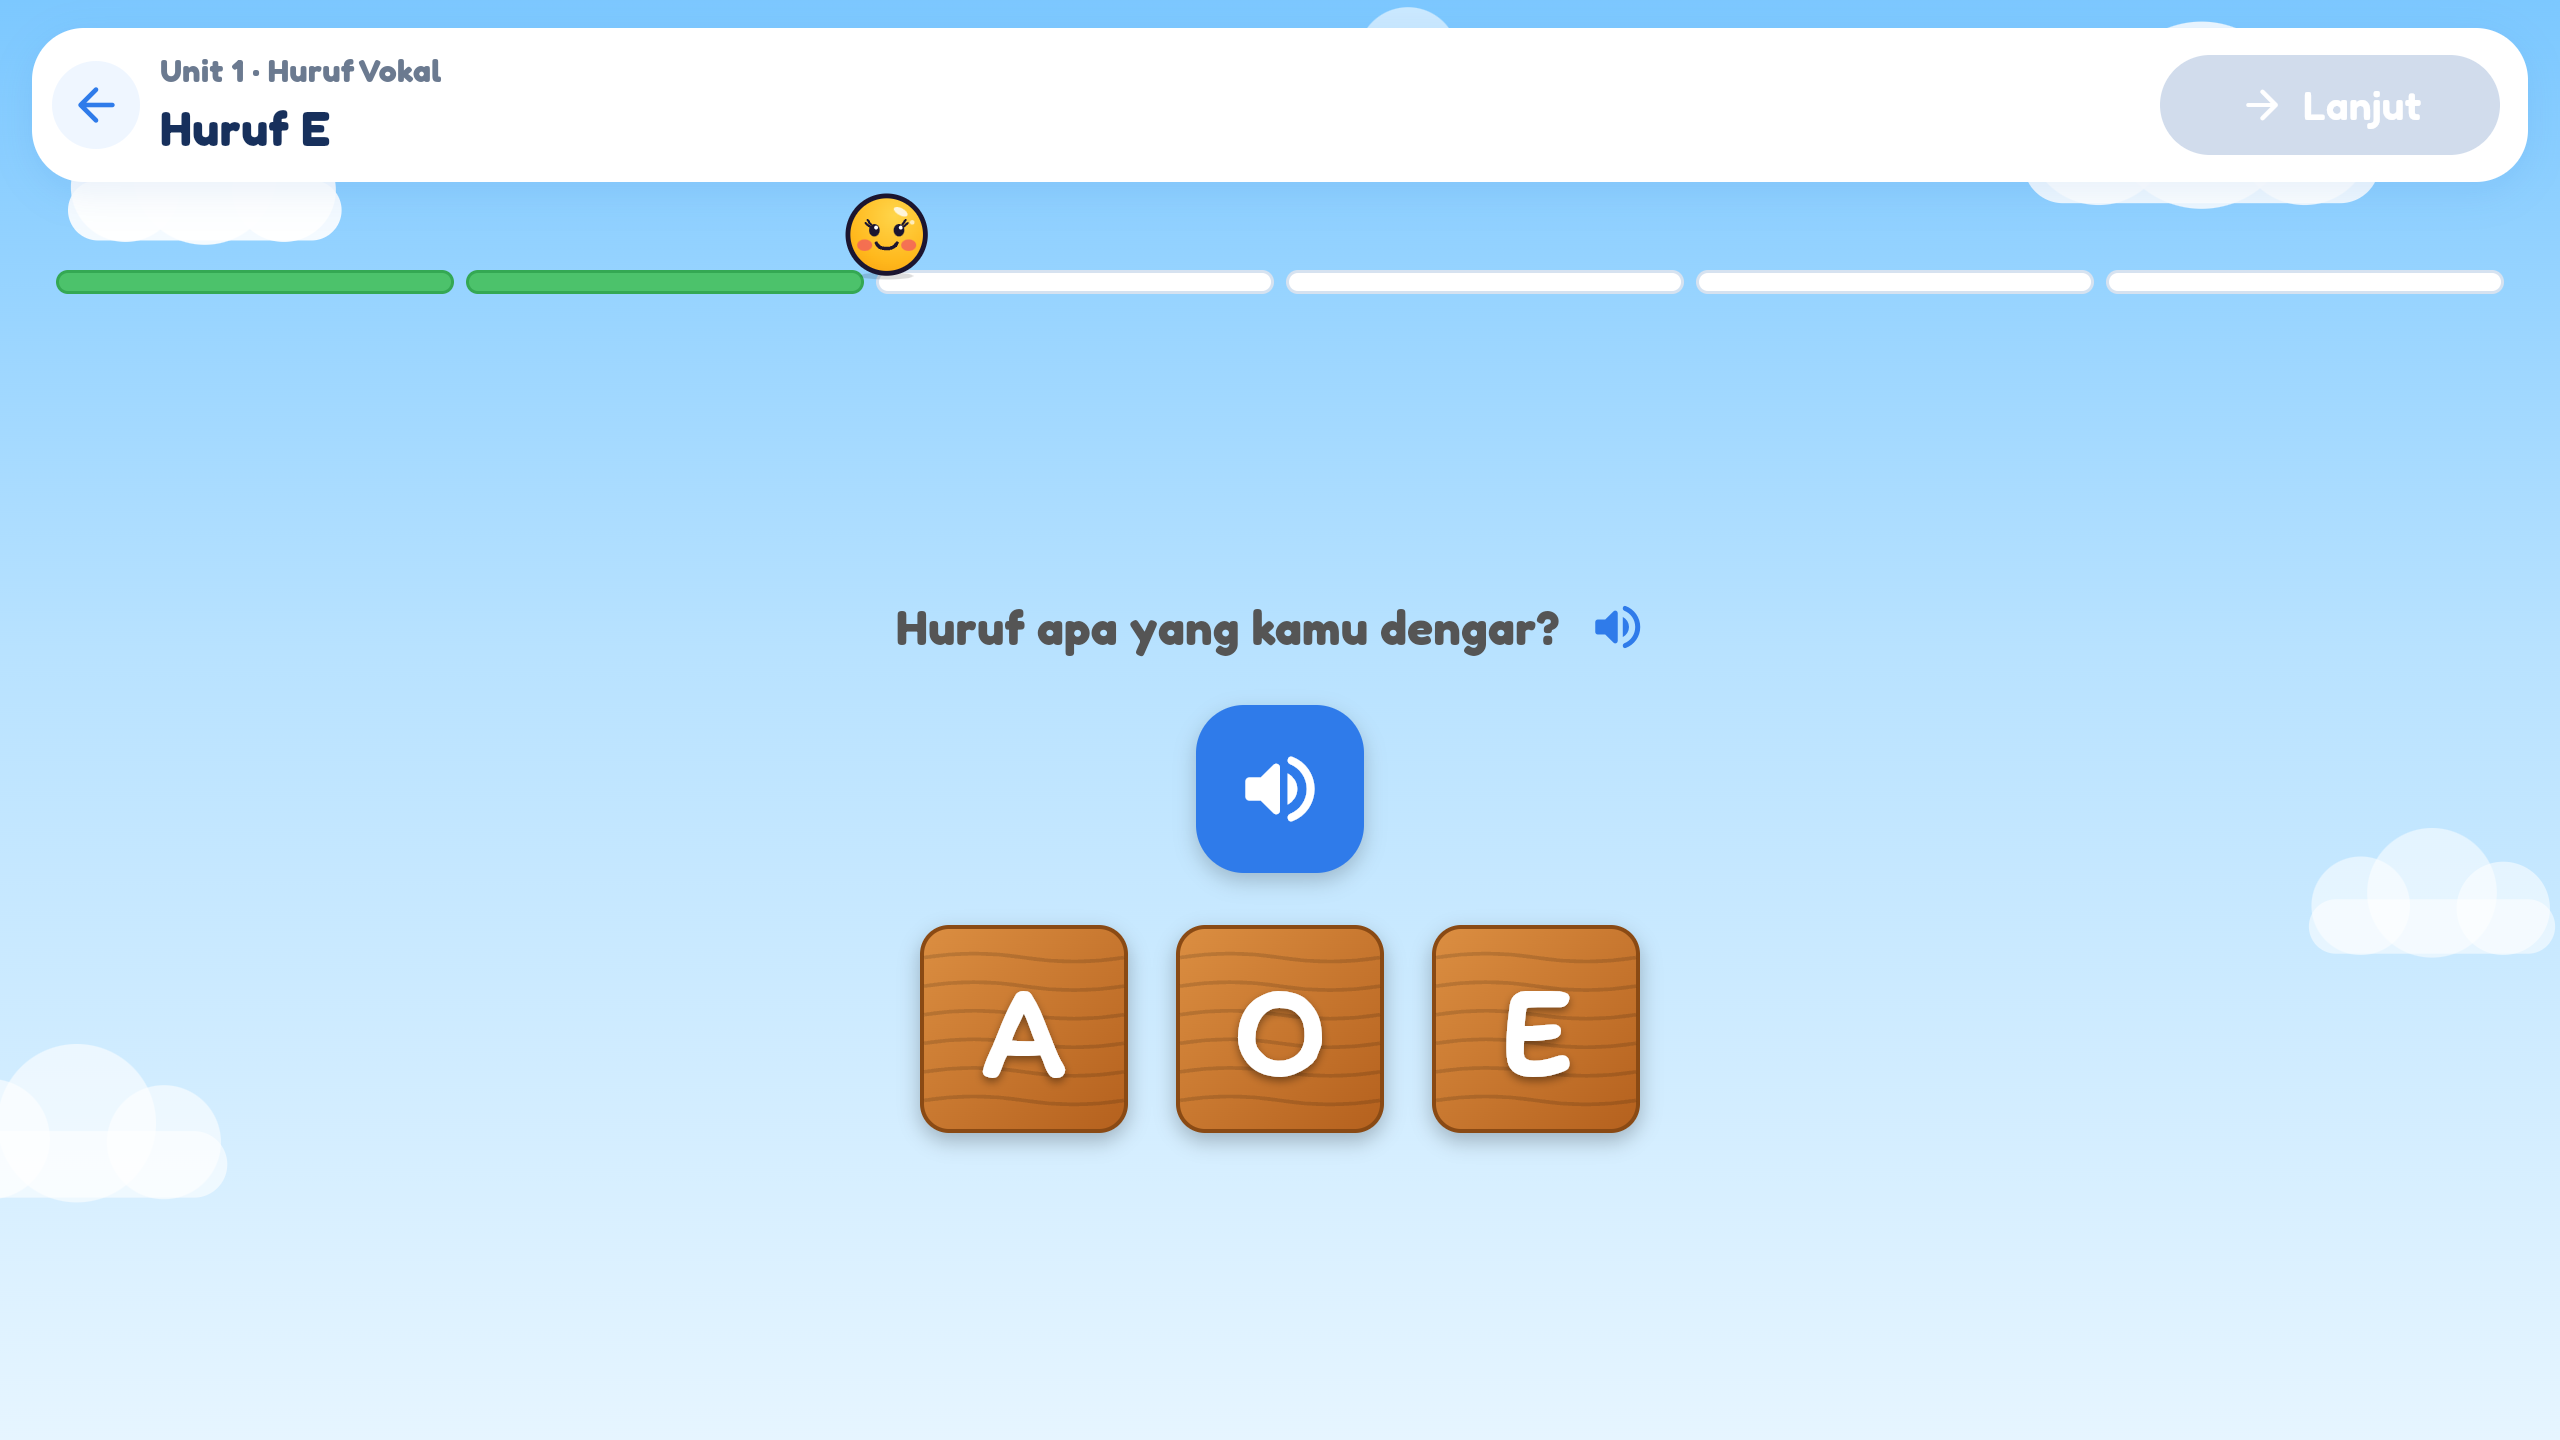 Unit 1 · Huruf Vokal
Huruf E
Lanjut
Huruf apa yang kamu dengar?
A O E